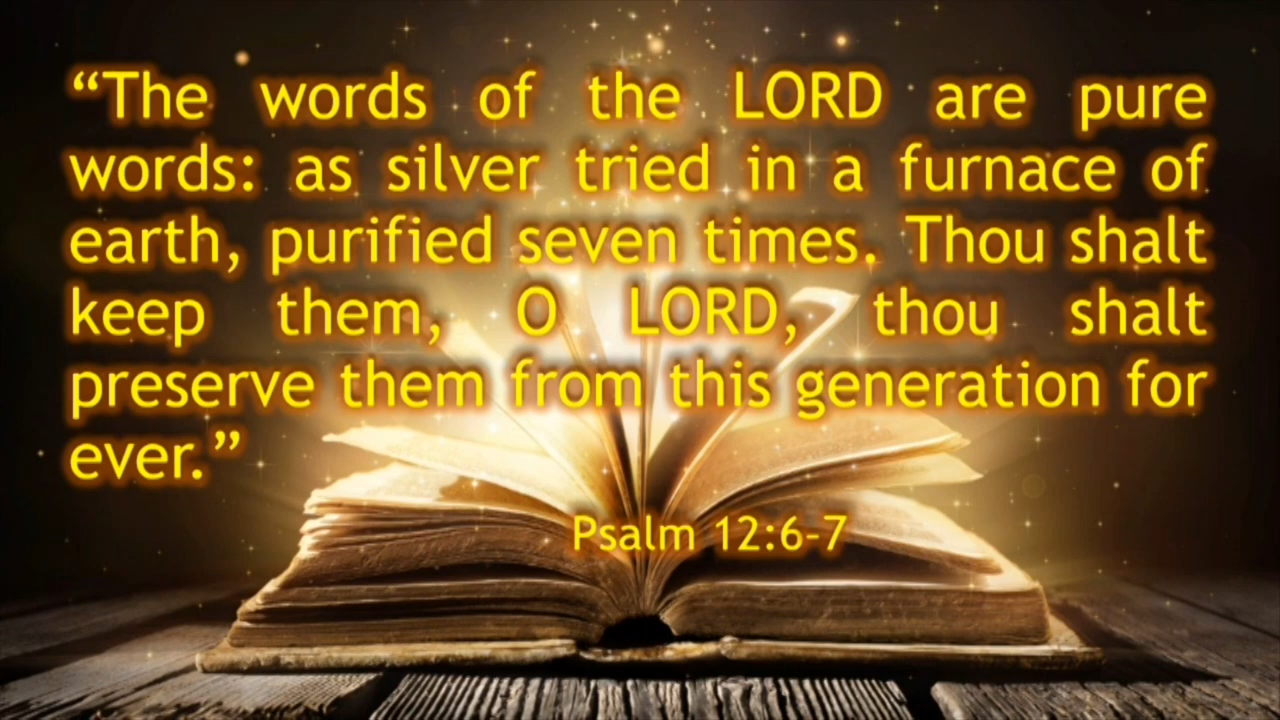 “The words of the LORD are pure
words: as silver tried in a furnace of
earth, purified seven times. Thou shalt
keep them, O LORD, thou shalt
preserve them from this generation for
ever.”
Psalm 12:6-7